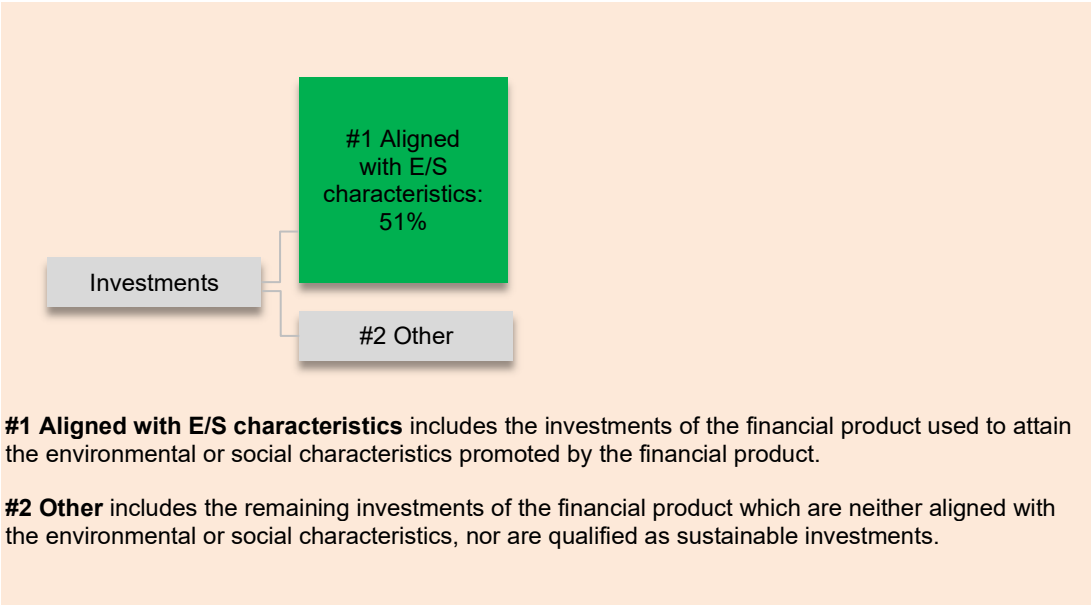 #1 Aligned
with E/S
characteristics:
51%
Investments
#2 Other
#1 Aligned with E/S characteristics includes the investments of the financial product used to attain
the environmental or social characteristics promoted by the financial product.
#2 Other includes the remaining investments of the financial product which are neither aligned with
the environmental or social characteristics, nor are qualified as sustainable investments.